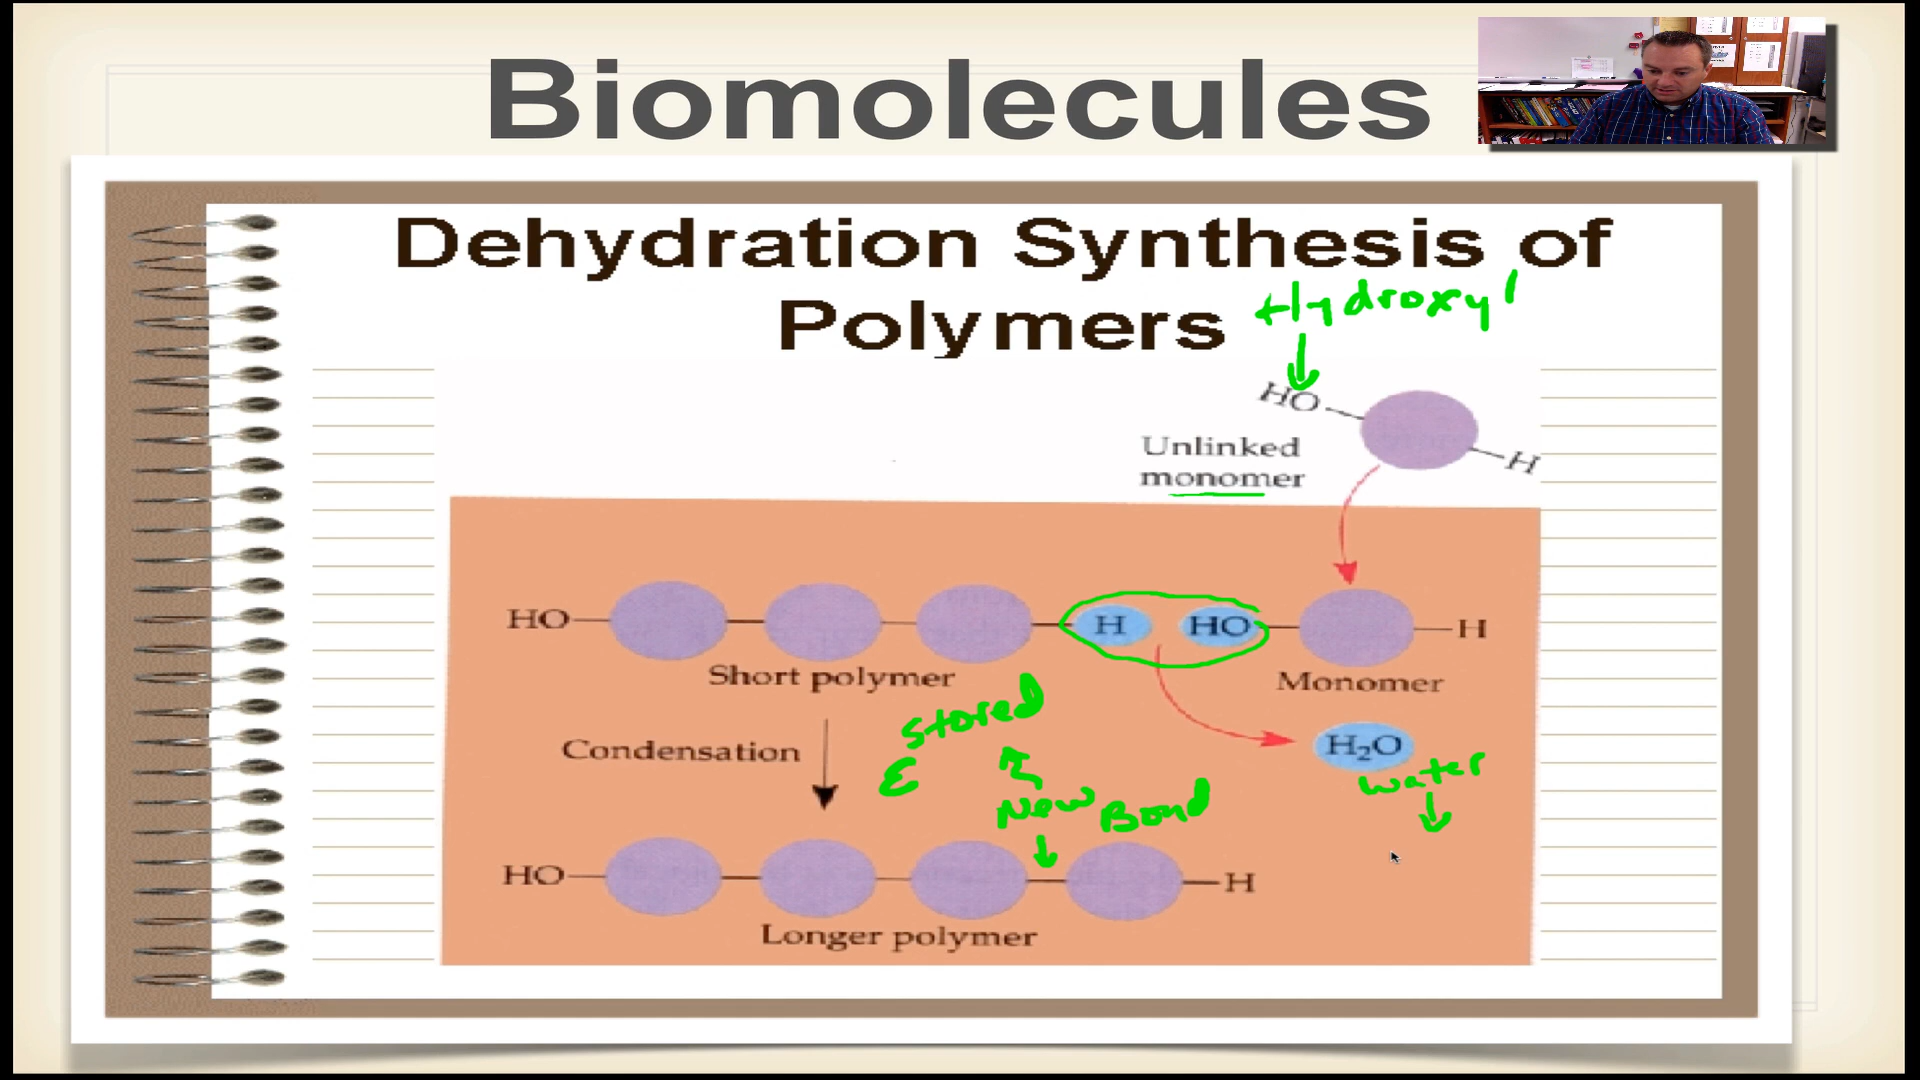 Biomolecules
Dehydration Synthesis of
Polymers
Hydroxyl
HO
H
Unlinked
monomer
HO
H
HO
H
Short polymer
Monomer
Stored
E
H₂O
Condensation
water
New Bond
HO
H
Longer polymer